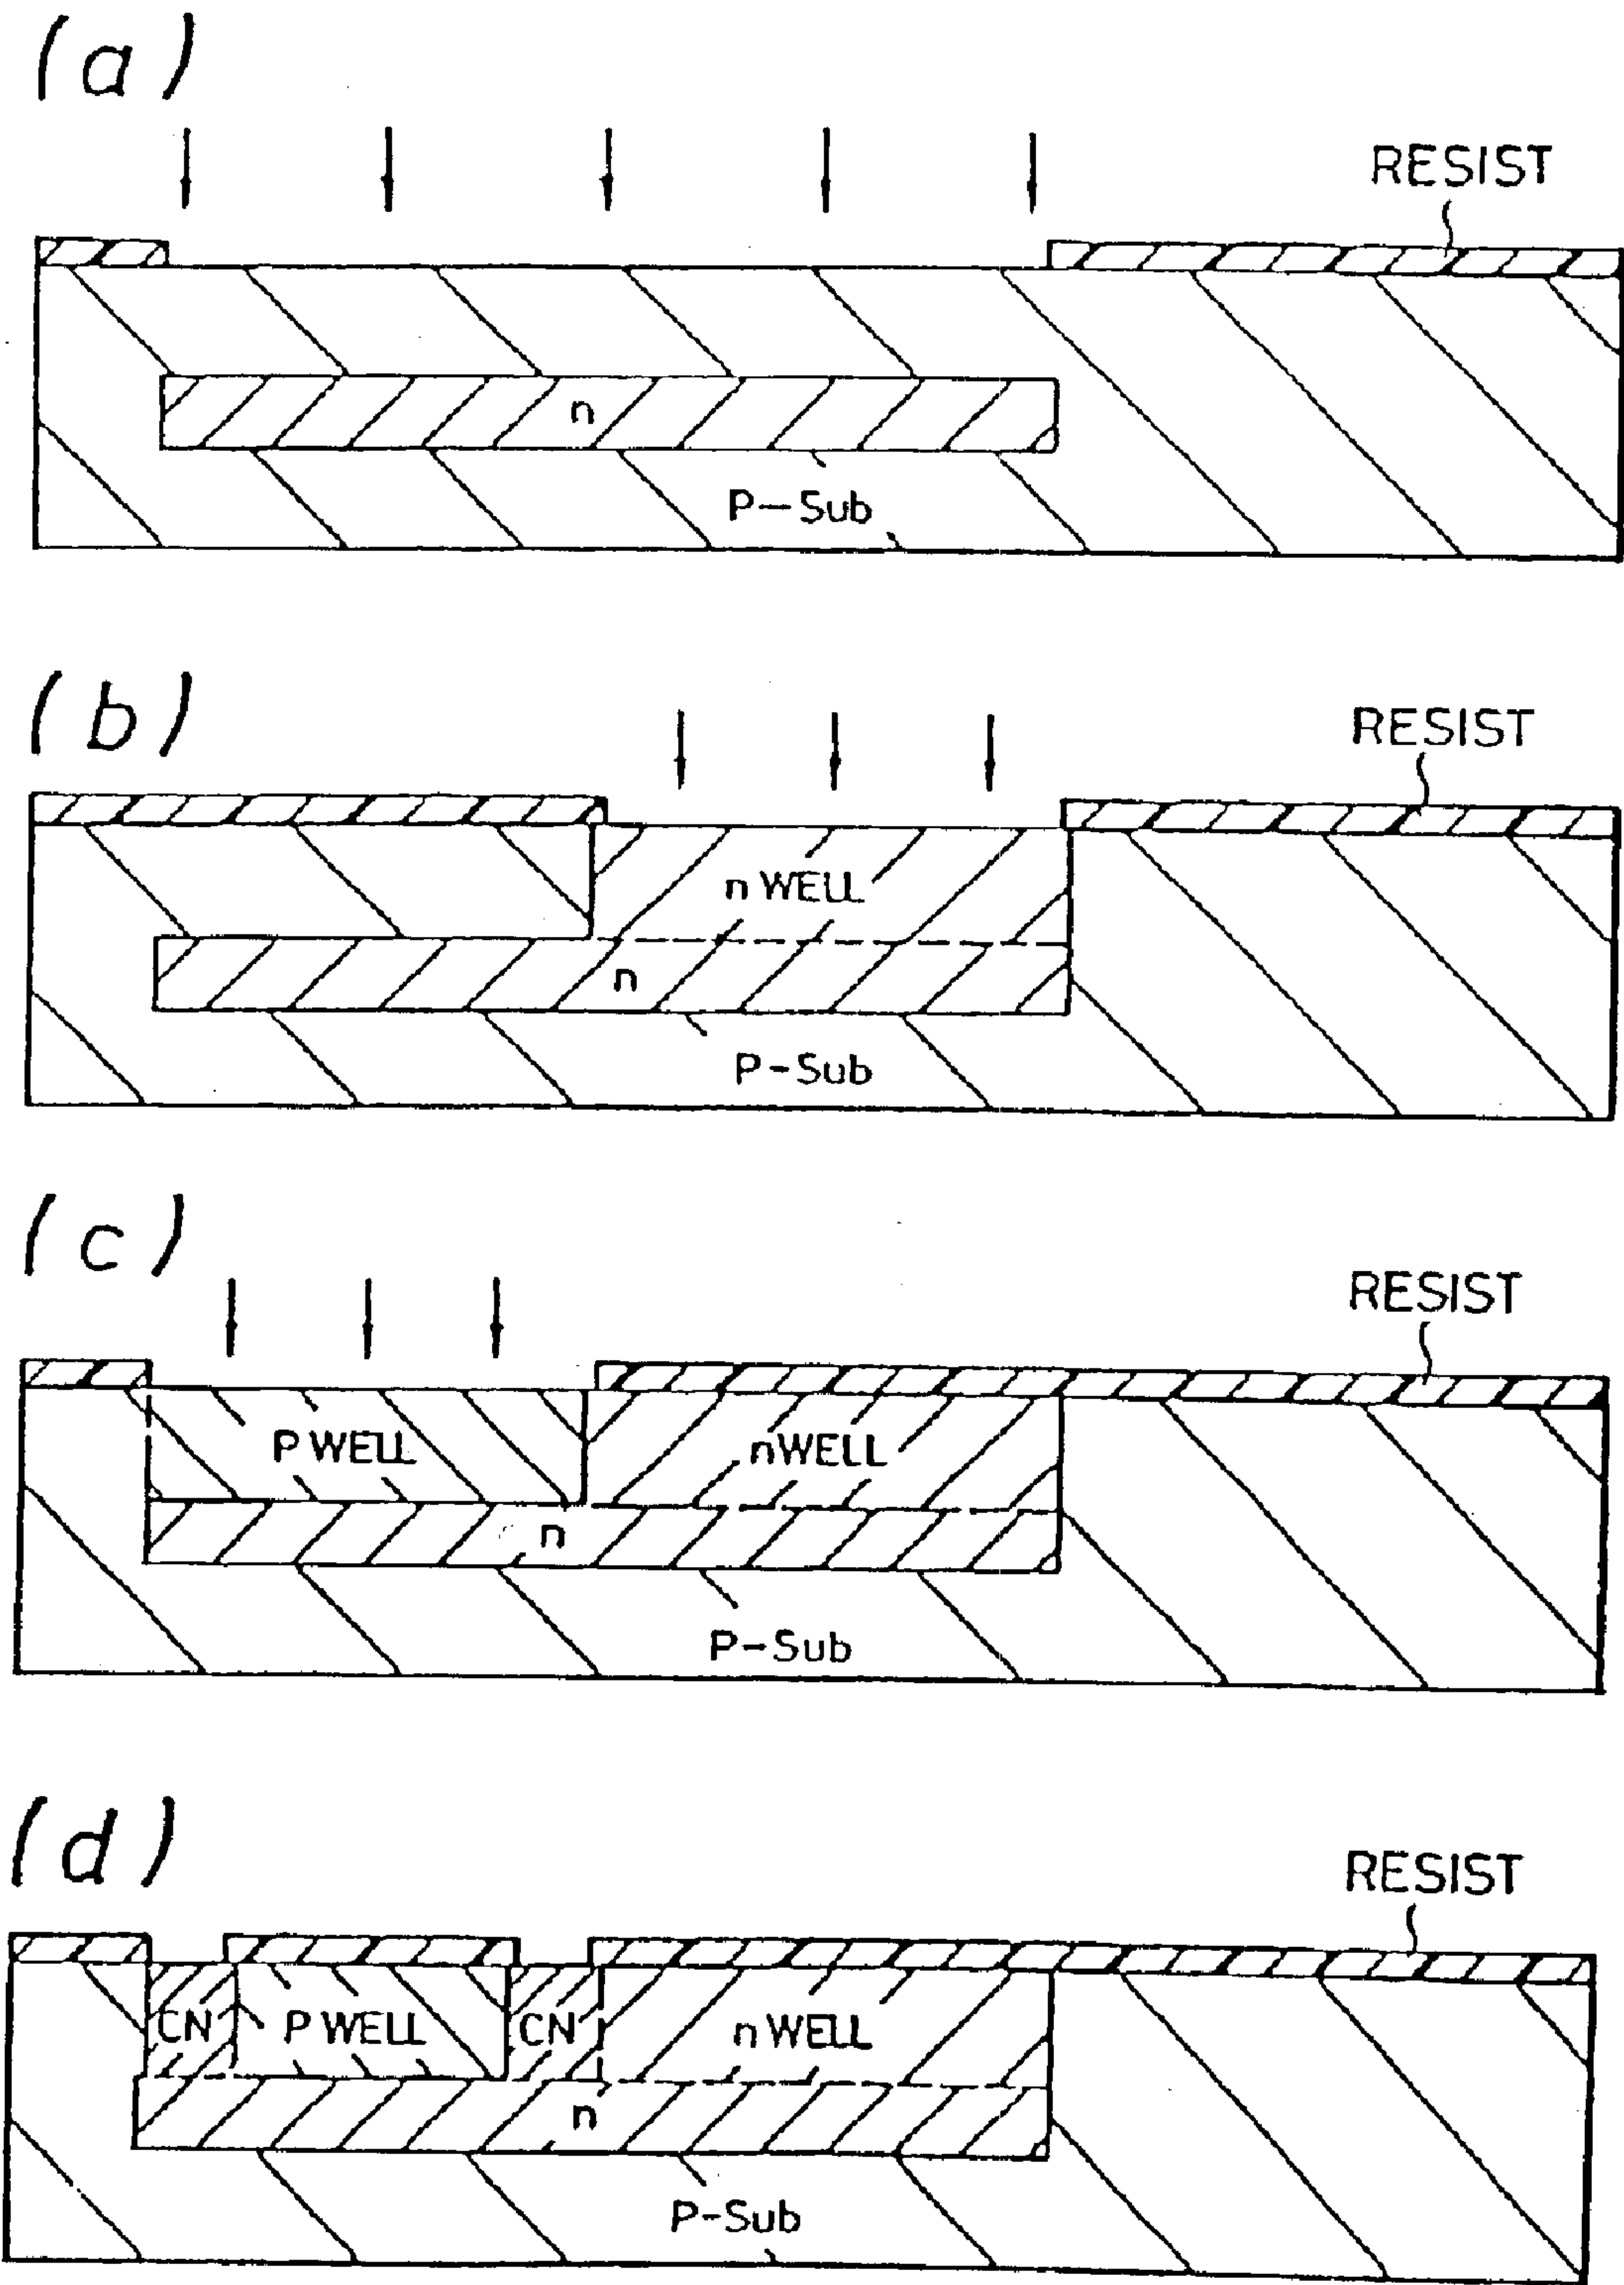 (a)
RESIST
n
P-Sub
(b)
RESIST
n WELL
n
P-Sub
(c)
RESIST
P WELL
nWELL
n
P-Sub
(d)
RESIST
CN
P WELL
CN
n WELL
n
P-Sub